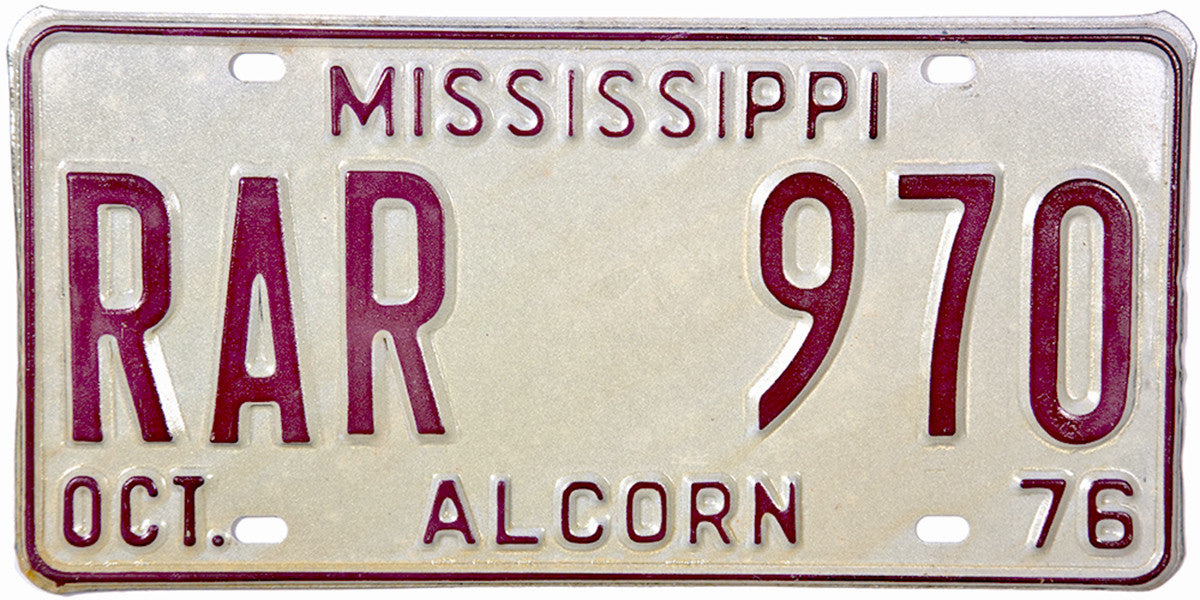 MISSISSIPPI
RAR 970
OCT. ALCORN 76